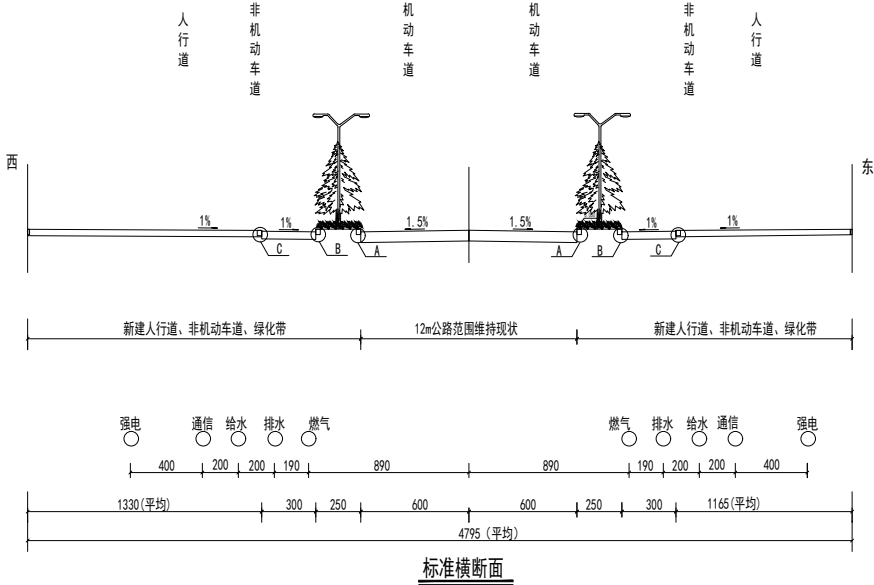 人行道
非机动车道
机动车道
机动车道
非机动车道
人行道
西
东
1%
1%
1.5%
1.5%
1%
1%
C
B
A
A
B
C
新建人行道、非机动车道、绿化带
12m公路范围维持现状
新建人行道、非机动车道、绿化带
强电
通信
给水
排水
燃气
燃气
排水
给水
通信
强电
400
200
200
190
890
890
190
200
200
400
1330(平均)
300
250
600
600
250
300
1165(平均)
4795 (平均)
标准横断面